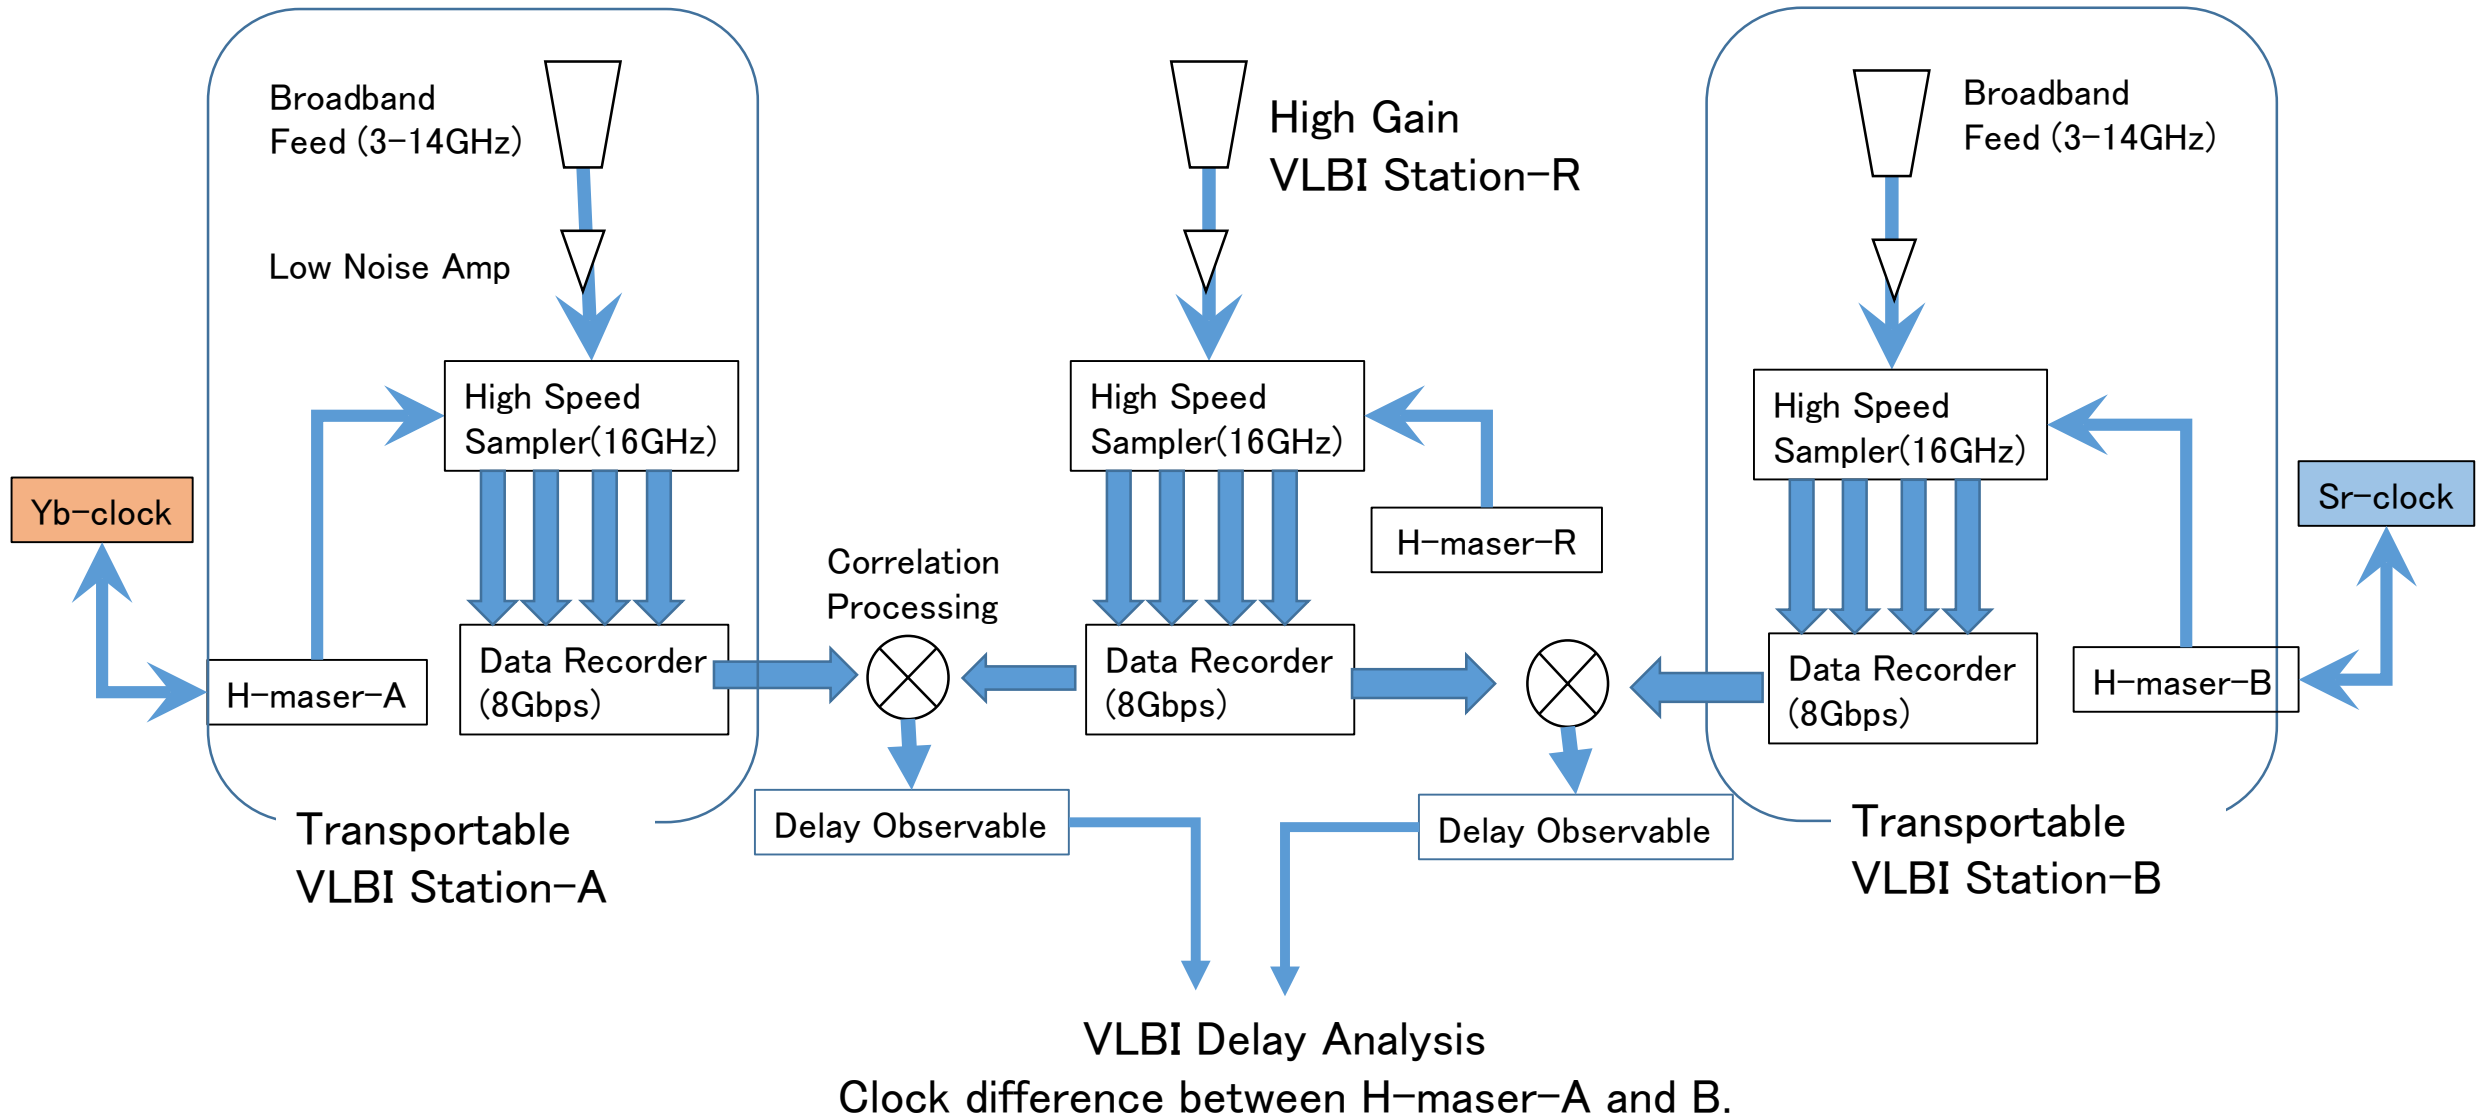 Broadband
Feed (3-14GHz)
Low Noise Amp
High Speed
Sampler(16GHz)
Yb-clock
H-maser-A
Data Recorder
(8Gbps)
Transportable
VLBI Station-A
Correlation
Processing
Delay Observable
High Gain
VLBI Station-R
High Speed
Sampler(16GHz)
H-maser-R
Data Recorder
(8Gbps)
Delay Observable
Broadband
Feed (3-14GHz)
High Speed
Sampler(16GHz)
Sr-clock
Data Recorder
(8Gbps)
H-maser-B
Transportable
VLBI Station-B
VLBI Delay Analysis
Clock difference between H-maser-A and B.